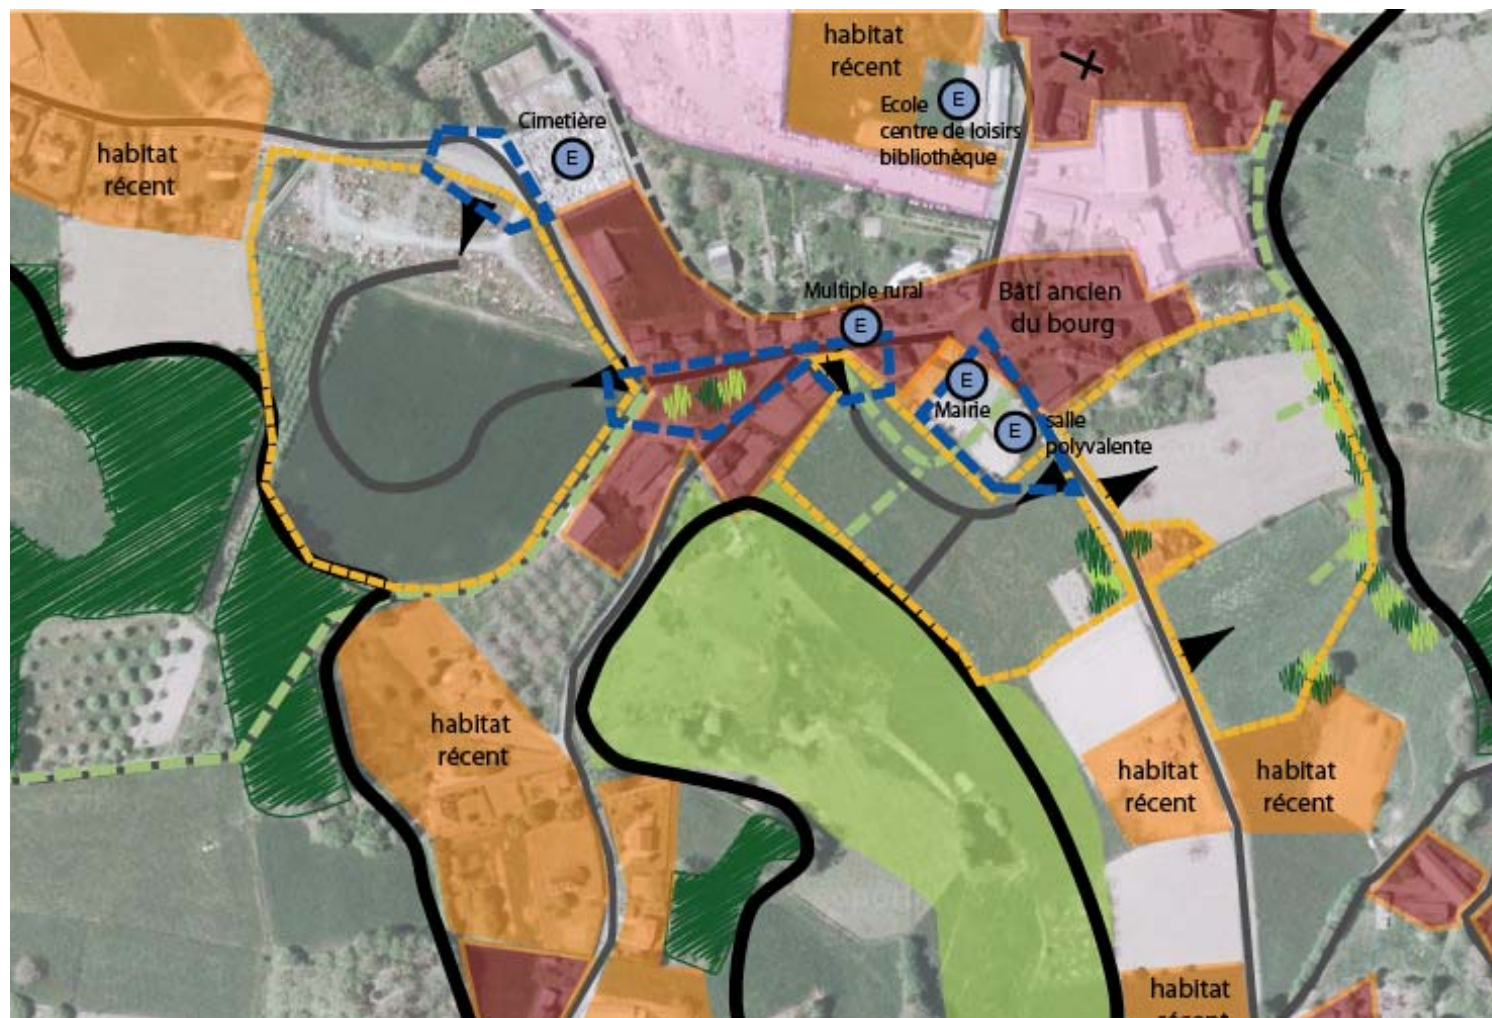 habitat
récent
Ecole
centre de loisirs
bibliothèque
E
Cimetière
E
habitat
récent
Multiple rural
E
Bâti ancien
du bourg
E
Mairie
E
salle
polyvalente
habitat
récent
habitat
récent
habitat
récent
habitat
récent